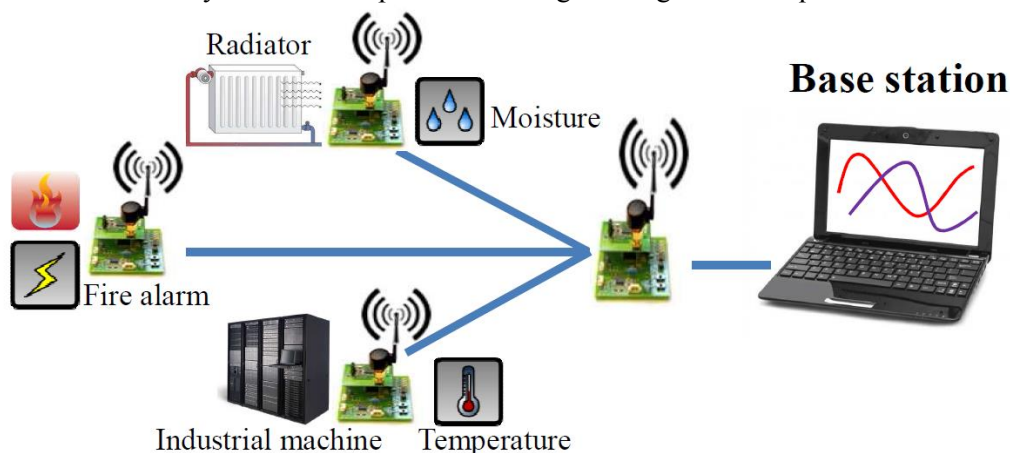 Radiator
Base station
Moisture
Fire alarm
Industrial machine
Temperature